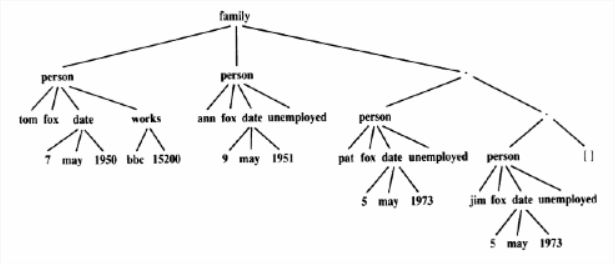 family
person person .
tom fox date works ann fox date unemployed person .
7 may 1950 bbc 15200 9 may 1951 pat fox date unemployed person [ ]
5 may 1973 jim fox date unemployed
5 may 1973